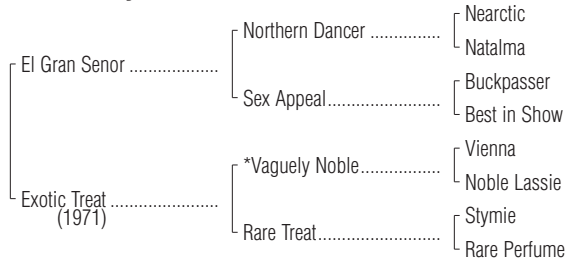 Nearctic
Northern Dancer ................
Natalma
El Gran Senor ...................
Buckpasser
Sex Appeal......................
Best in Show
Vienna
*Vaguely Noble.................
Noble Lassie
Exotic Treat .......................
(1971)
Stymie
Rare Treat.........................
Rare Perfume